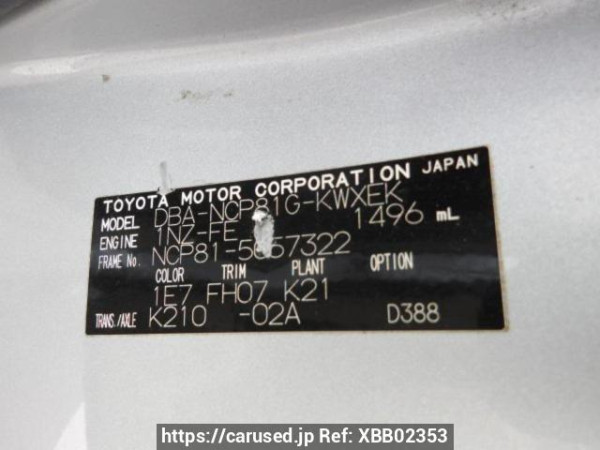 TOYOTA MOTOR CORPORATION JAPAN
MODEL DBA-NCP81G-KWXEK
ENGINE 1NZ-FE 1496 mL
FRAME No. NCP81-5057322
COLOR TRIM PLANT OPTION
1E7 FH07 K21
TRANS./AXLE K210 -02A D388
https://carused.jp Ref: XBB02353